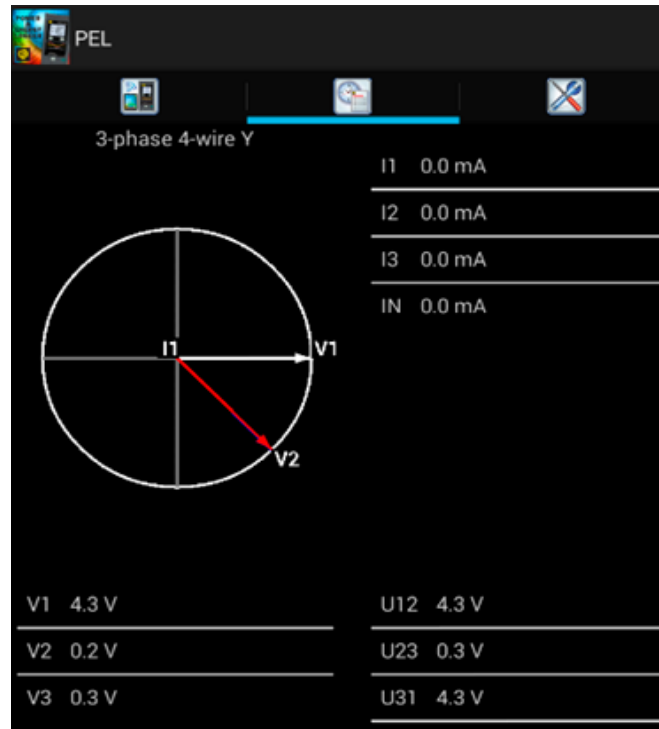 PEL
3-phase 4-wire Y
I1 0.0 mA
I2 0.0 mA
I3 0.0 mA
IN 0.0 mA
I1
V1
V2
V1 4.3 V
U12 4.3 V
V2 0.2 V
U23 0.3 V
V3 0.3 V
U31 4.3 V